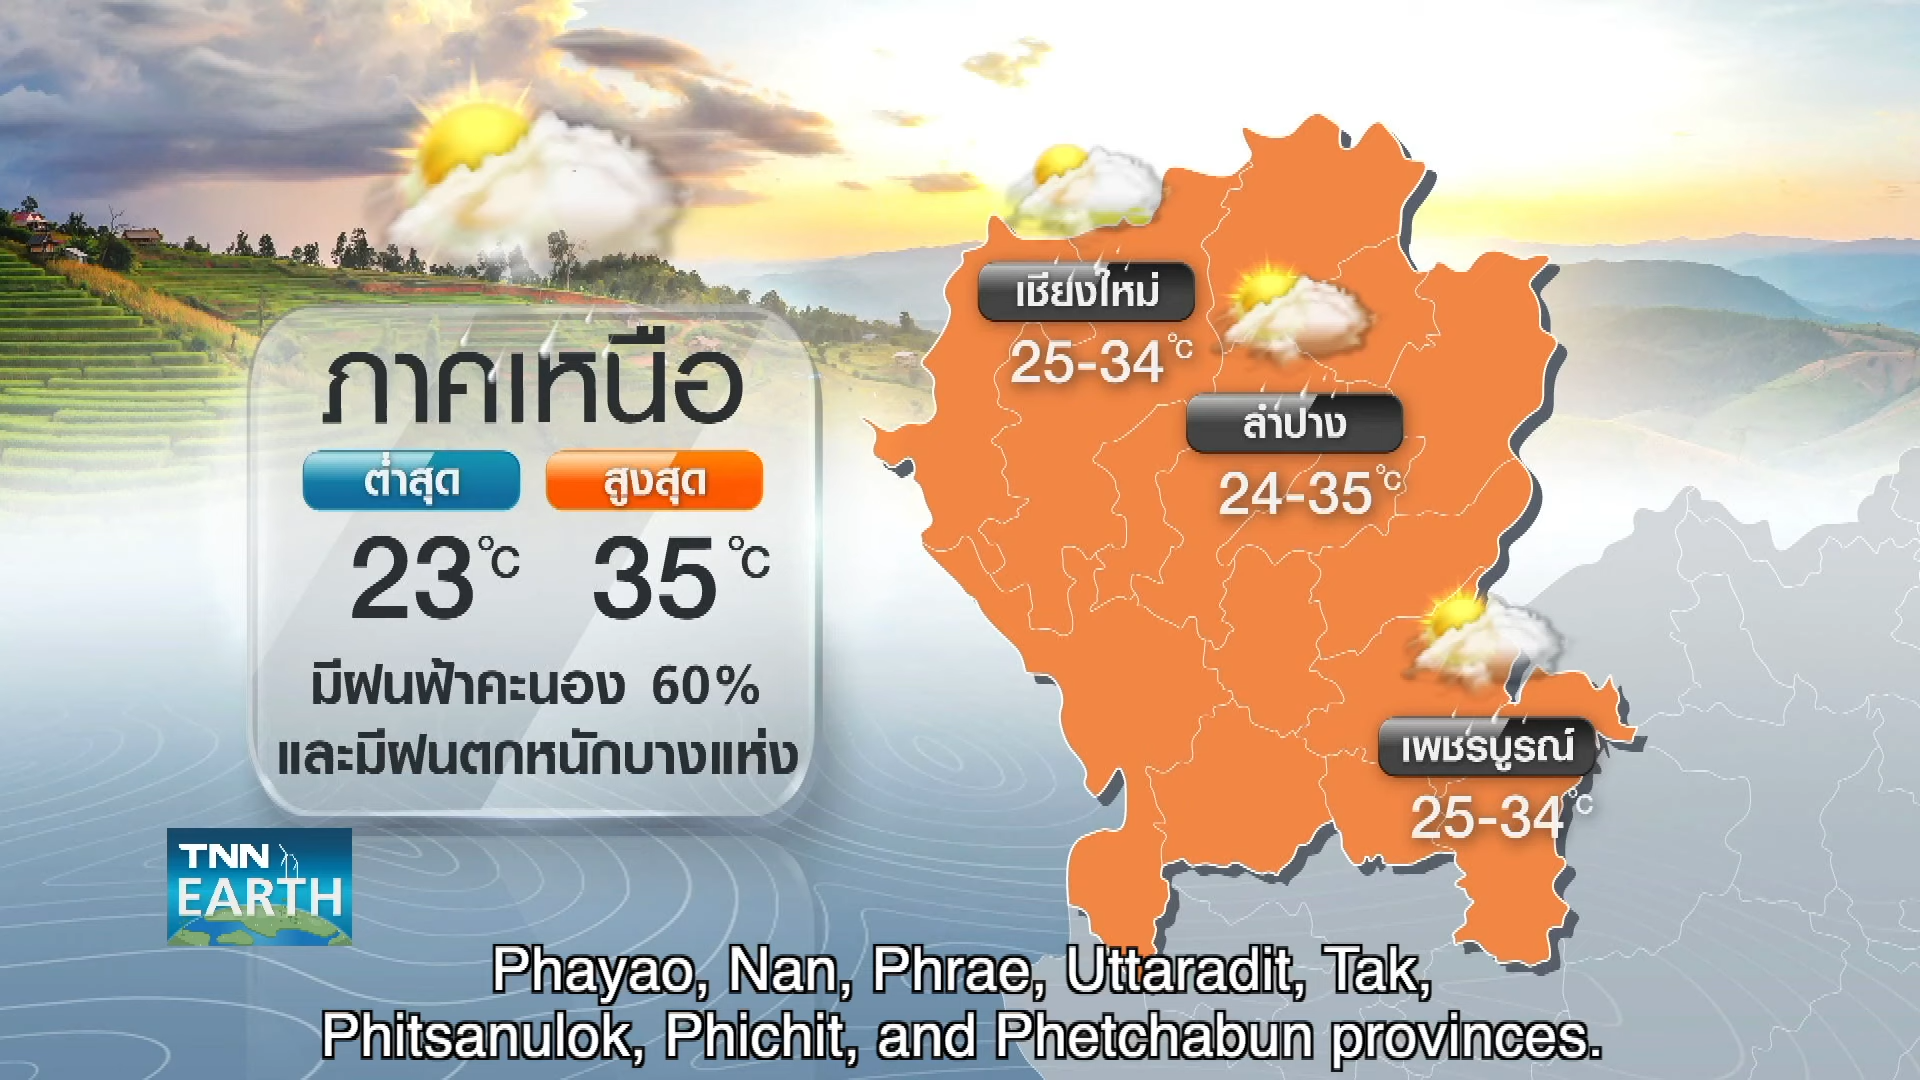 ภาคเหนือ
ต่ำสุด
สูงสุด
23°C
35°C
มีฝนฟ้าคะนอง 60%
และมีฝนตกหนักบางแห่ง
เชียงใหม่
25-34°C
ลำปาง
24-35°C
เพชรบูรณ์
25-34°C
TNN
EARTH
Phayao, Nan, Phrae, Uttaradit, Tak,
Phitsanulok, Phichit, and Phetchabun provinces.